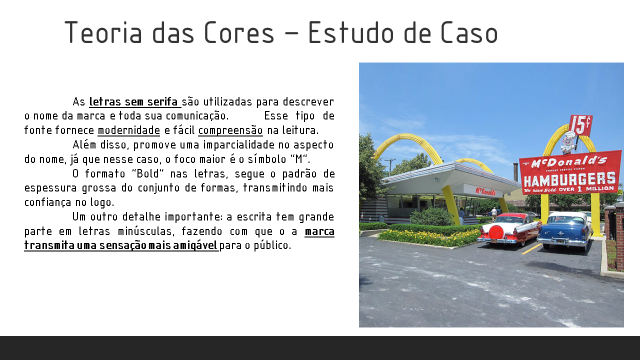 Teoria das Cores – Estudo de Caso
As letras sem serifa são utilizadas para descrever
o nome da marca e toda sua comunicação. Esse tipo de
fonte fornece modernidade e fácil compreensão na leitura.
Além disso, promove uma imparcialidade no aspecto
do nome, já que nesse caso, o foco maior é o símbolo “M”.
O formato “Bold” nas letras, segue o padrão de
espessura grossa do conjunto de formas, transmitindo mais
confiança no logo.
Um outro detalhe importante: a escrita tem grande
parte em letras minúsculas, fazendo com que o a marca
transmita uma sensação mais amigável para o público.
15¢
McDonald's
HAMBURGERS
We have Sold OVER 1 MILLION
McDonald's